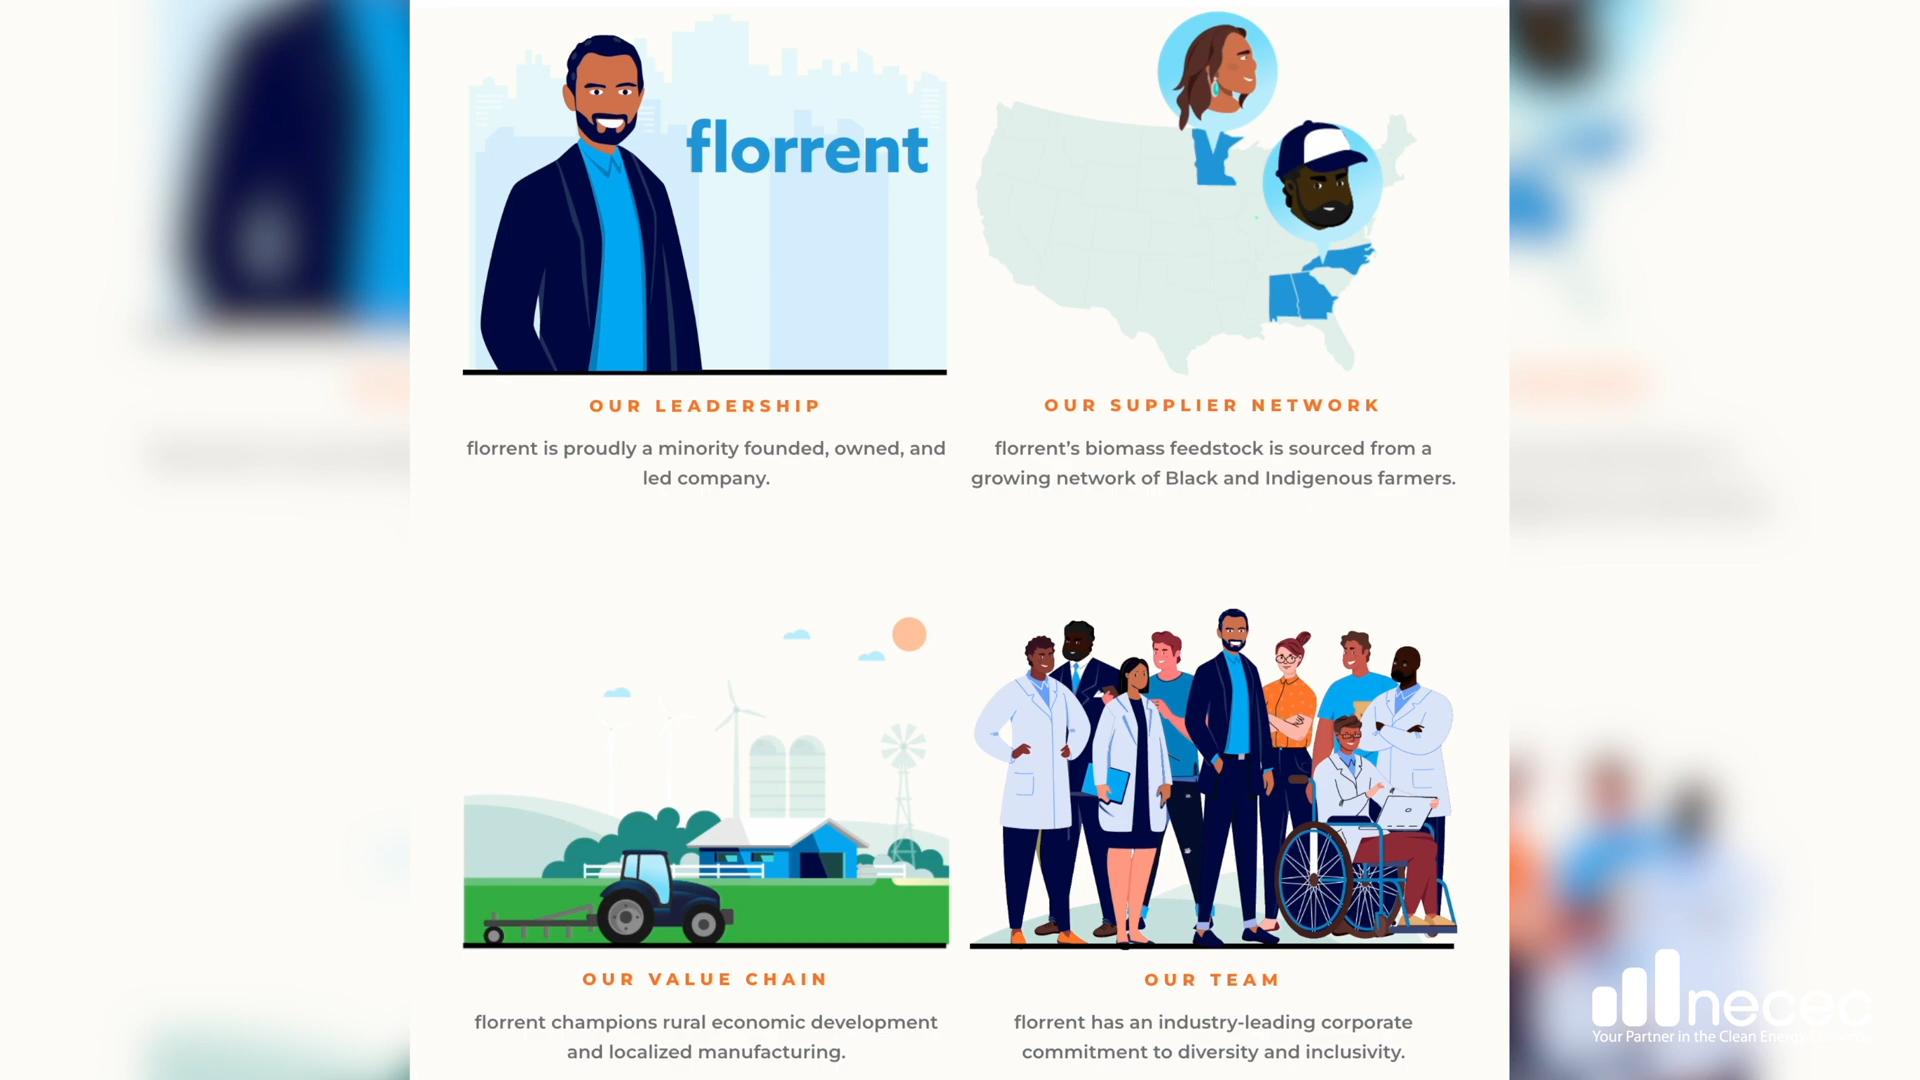 florrent
OUR LEADERSHIP
florrent is proudly a minority founded, owned, and
led company.
OUR SUPPLIER NETWORK
florrent's biomass feedstock is sourced from a
growing network of Black and Indigenous farmers.
OUR VALUE CHAIN
florrent champions rural economic development
and localized manufacturing.
OUR TEAM
florrent has an industry-leading corporate
commitment to diversity and inclusivity.
necec
Your Partner in the Clean Energy